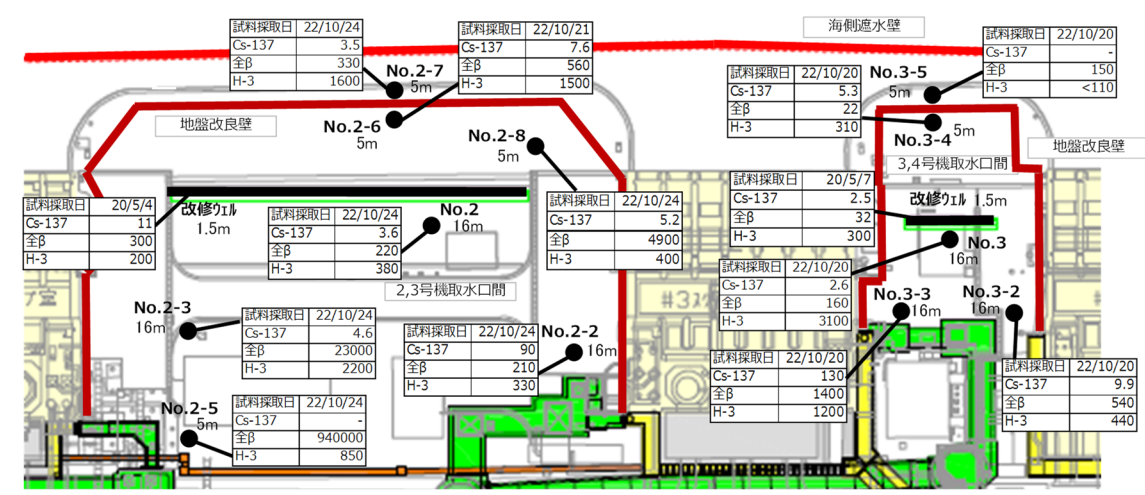 海側遮水壁
試料採取日 22/10/24
Cs-137 3.5
全β 330
H-3 1600
No.2-7
5m
試料採取日 22/10/21
Cs-137 7.6
全β 560
H-3 1500
No.2-6
5m
地盤改良壁
No.2-8
5m
試料採取日 22/10/24
Cs-137 5.2
全β 4900
H-3 400
試料採取日 22/10/20
Cs-137 -
全β 150
H-3 <110
No.3-5
5m
試料採取日 22/10/20
Cs-137 5.3
全β 22
H-3 310
No.3-4
5m
地盤改良壁
3,4号機取水口間
試料採取日 20/5/4
Cs-137 11
全β 300
H-3 200
改修ｳｪﾙ
1.5m
試料採取日 22/10/24
Cs-137 3.6
全β 220
H-3 380
No.2
16m
2,3号機取水口間
試料採取日 20/5/7
Cs-137 2.5
全β 32
H-3 300
改修ｳｪﾙ 1.5m
試料採取日 22/10/20
Cs-137 2.6
全β 160
H-3 3100
No.3
16m
No.2-3
16m
試料採取日 22/10/24
Cs-137 4.6
全β 23000
H-3 2200
試料採取日 22/10/24
Cs-137 90
全β 210
H-3 330
No.2-2
16m
No.3-3
16m
試料採取日 22/10/20
Cs-137 130
全β 1400
H-3 1200
No.3-2
16m
試料採取日 22/10/20
Cs-137 9.9
全β 540
H-3 440
No.2-5
5m
試料採取日 22/10/24
Cs-137 -
全β 940000
H-3 850
#3ｽｸ
室